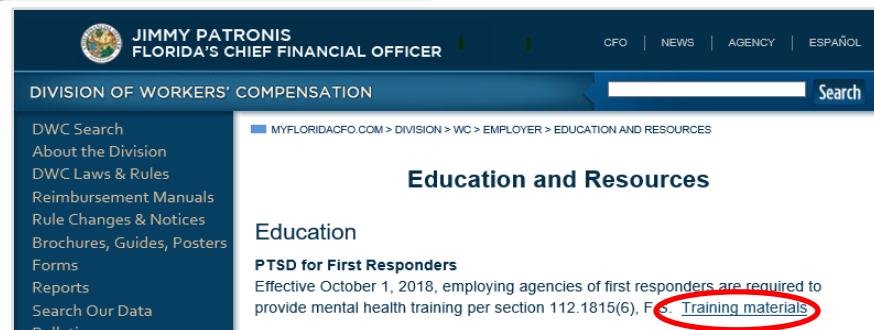 JIMMY PATRONIS
FLORIDA'S CHIEF FINANCIAL OFFICER
CFO | NEWS | AGENCY | ESPAÑOL
DIVISION OF WORKERS' COMPENSATION
Search
DWC Search
About the Division
DWC Laws & Rules
Reimbursement Manuals
Rule Changes & Notices
Brochures, Guides, Posters
Forms
Reports
Search Our Data
MYFLORIDACFO.COM > DIVISION > WC > EMPLOYER > EDUCATION AND RESOURCES
Education and Resources
Education
PTSD for First Responders
Effective October 1, 2018, employing agencies of first responders are required to
provide mental health training per section 112.1815(6), F.S. Training materials